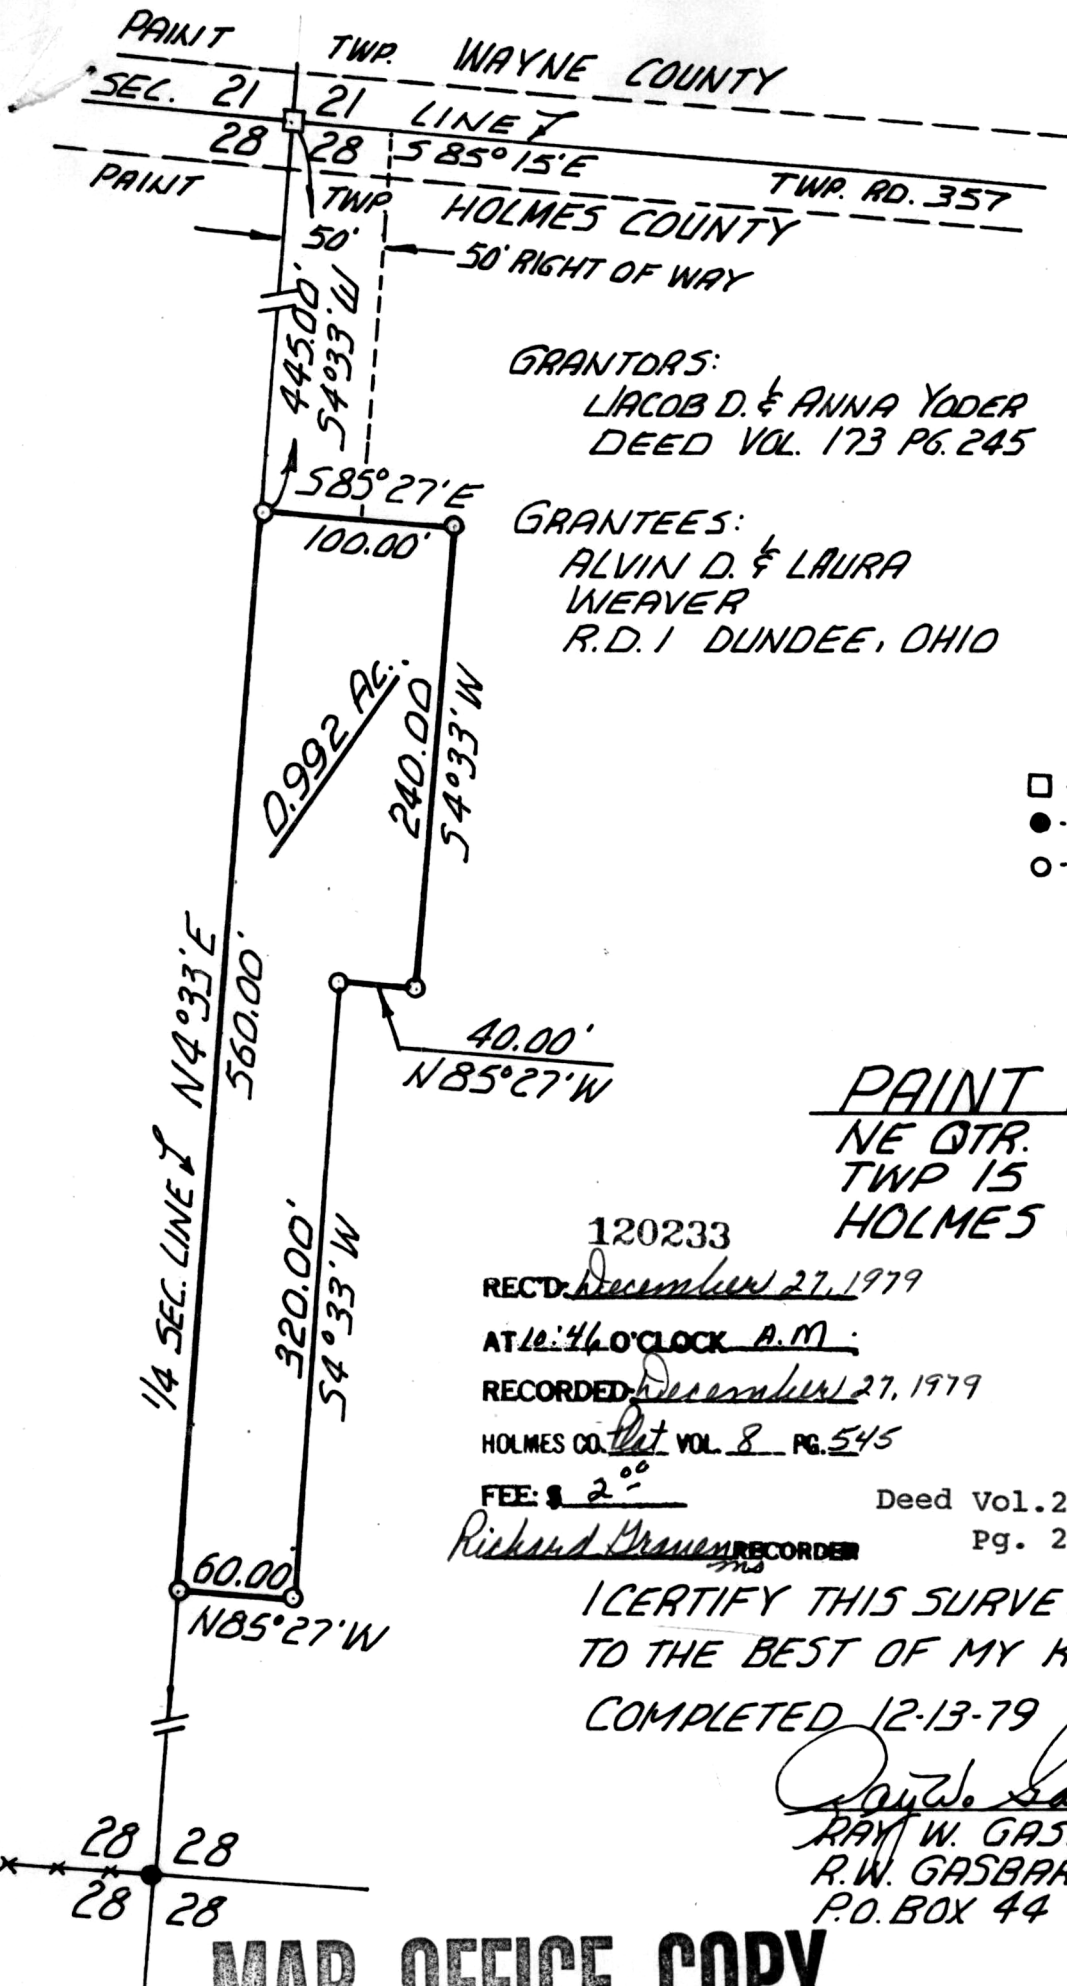 PAINT TWP. WAYNE COUNTY
SEC. 21 21 LINE
28 28 S 85° 15' E
TWP. RD. 357
PAINT TWP HOLMES COUNTY
50'
50' RIGHT OF WAY
445.00'
S4°33'W
GRANTORS:
JACOB D. & ANNA YODER
DEED VOL. 173 PG. 245
S85°27'E
100.00'
GRANTEES:
ALVIN D. & LAURA
WEAVER
R.D. 1 DUNDEE, OHIO
0.992 AC.
240.00
S4°33'W
1/4 SEC. LINE N4°33'E
560.00'
40.00'
N85°27'W
PAINT
NE QTR.
TWP 15
HOLMES
320.00'
S4°33'W
120233
REC'D: December 27, 1979
AT 10:46 O'CLOCK A.M.
RECORDED December 27, 1979
HOLMES CO. Plat VOL. 8 PG. 545
FEE: $ 2 00
Deed Vol.2
Pg. 2
Richard Graven RECORDER
60.00'
N85°27'W
I CERTIFY THIS SURVE
TO THE BEST OF MY K
COMPLETED 12-13-79
Ray W.
RAY W. GAS
R.W. GASBAR
P.O. BOX 44
28 28
28 28
MAP OFFICE COPY